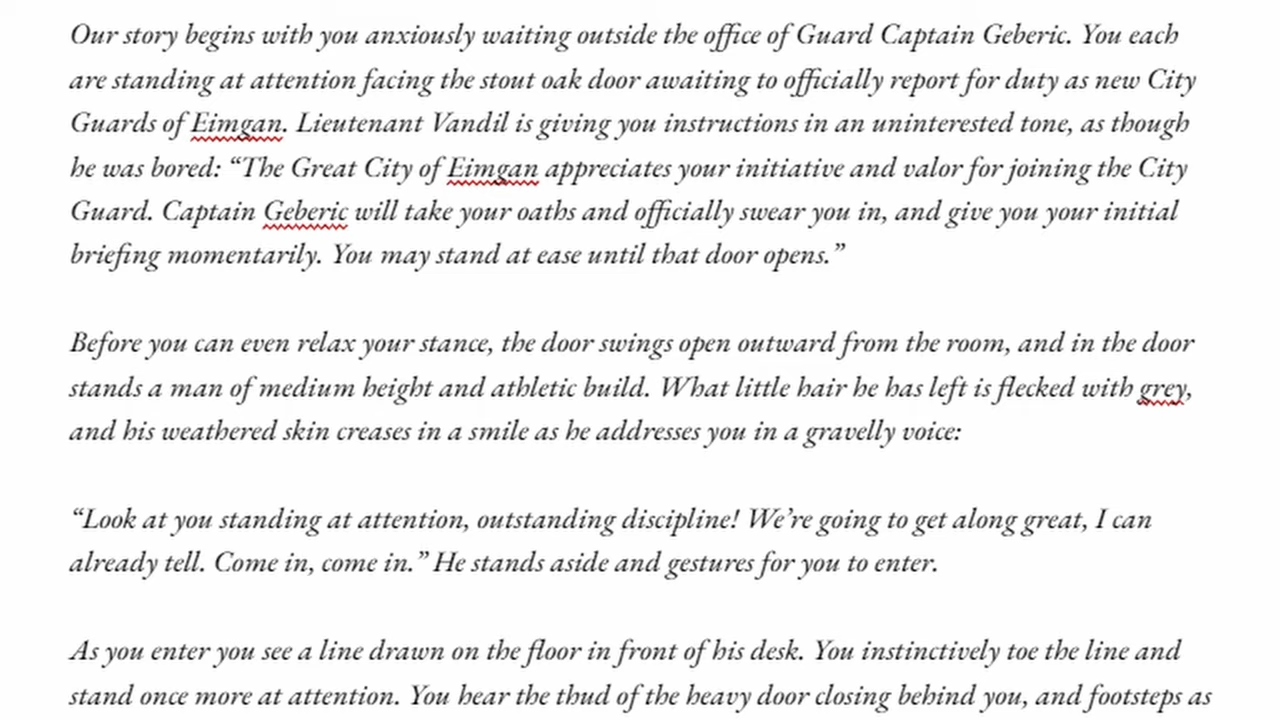 Our story begins with you anxiously waiting outside the office of Guard Captain Geberic. You each
are standing at attention facing the stout oak door awaiting to officially report for duty as new City
Guards of Eimgan. Lieutenant Vandil is giving you instructions in an uninterested tone, as though
he was bored: “The Great City of Eimgan appreciates your initiative and valor for joining the City
Guard. Captain Geberic will take your oaths and officially swear you in, and give you your initial
briefing momentarily. You may stand at ease until that door opens.”
Before you can even relax your stance, the door swings open outward from the room, and in the door
stands a man of medium height and athletic build. What little hair he has left is flecked with grey,
and his weathered skin creases in a smile as he addresses you in a gravelly voice:
“Look at you standing at attention, outstanding discipline! We’re going to get along great, I can
already tell. Come in, come in.” He stands aside and gestures for you to enter.
As you enter you see a line drawn on the floor in front of his desk. You instinctively toe the line and
stand once more at attention. You hear the thud of the heavy door closing behind you, and footsteps as